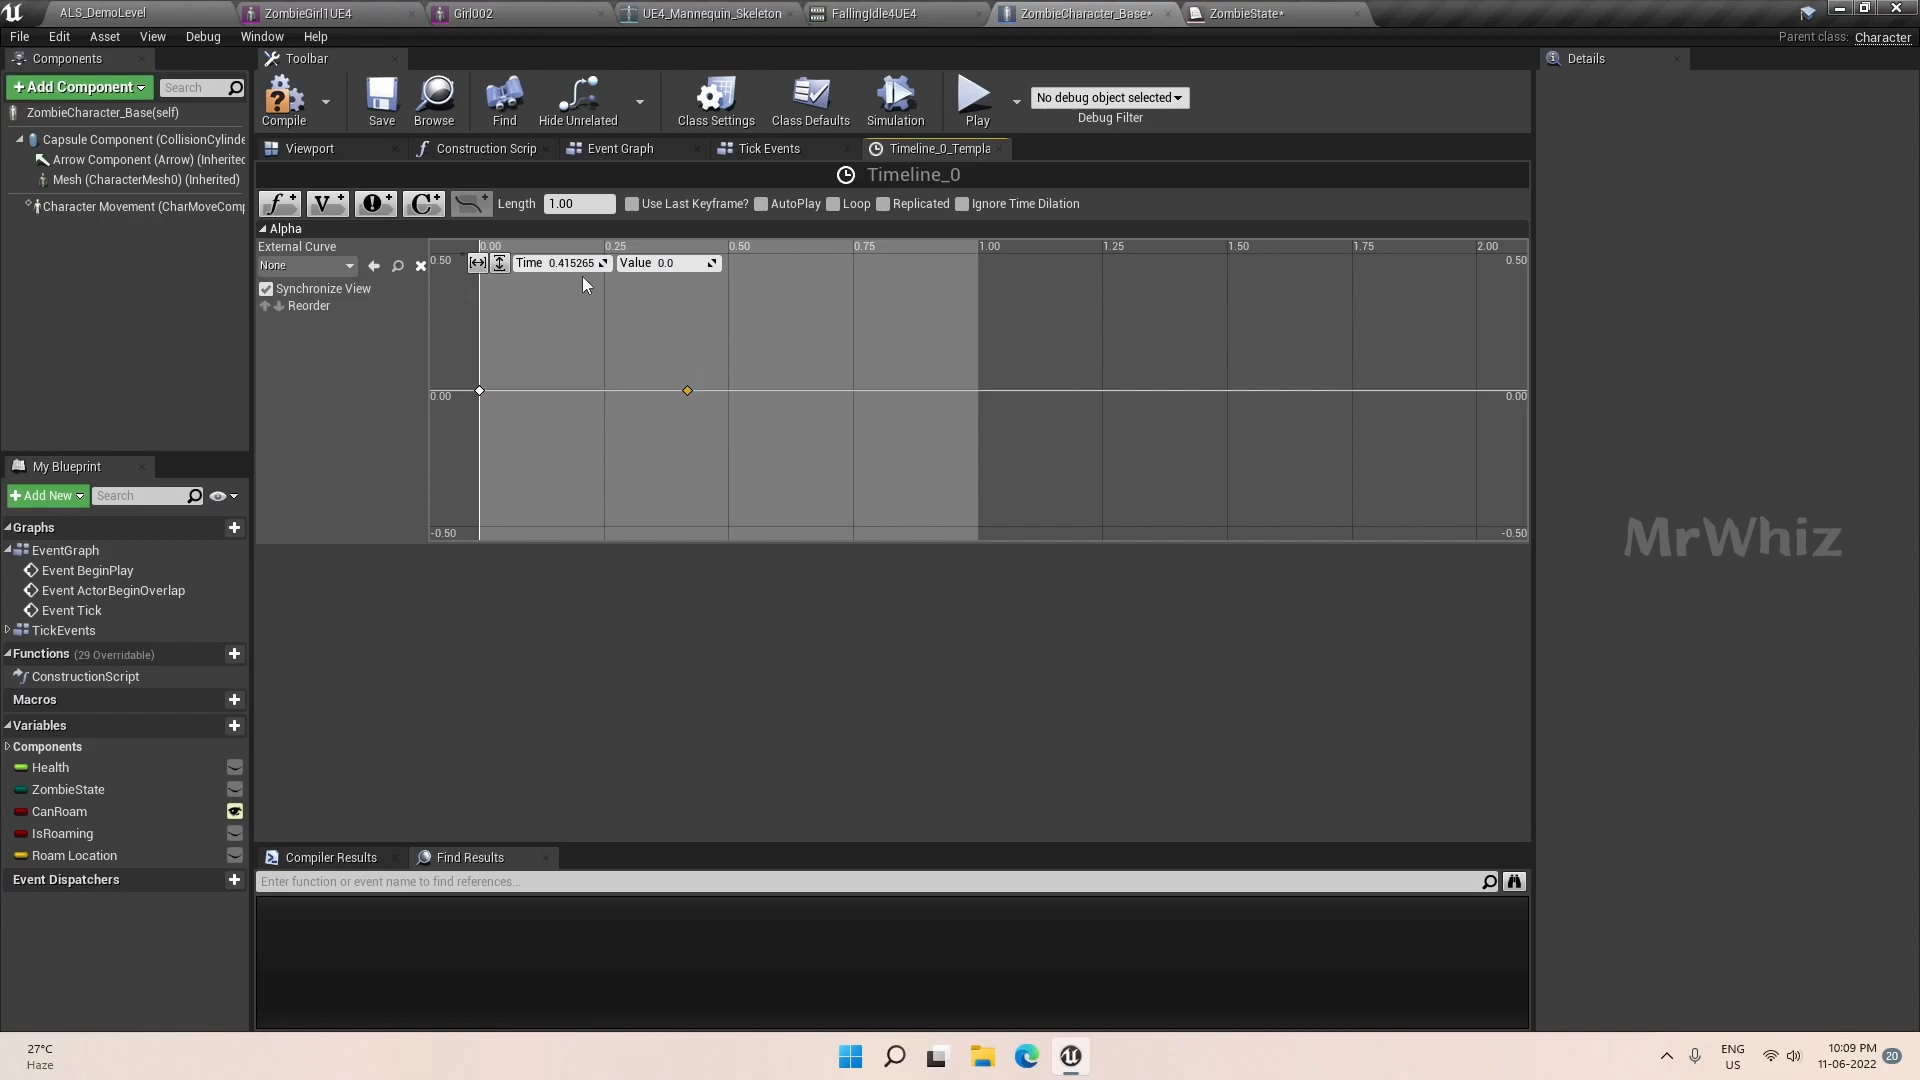 ALS_DemoLevel
ZombieGirl1UE4
Girl002
UE4_Mannequin_Skeleton
FallingIdle4UE4
ZombieCharacter_Base*
ZombieState*
File Edit Asset View Debug Window Help
Parent class: Character
Components
Toolbar
Details
+Add Component
Search
ZombieCharacter_Base(self)
Capsule Component (CollisionCylinde
Arrow Component (Arrow) (Inherited
Mesh (CharacterMesh0) (Inherited)
Character Movement (CharMoveComp
Compile
Save
Browse
Find
Hide Unrelated
Class Settings
Class Defaults
Simulation
Play
No debug object selected
Debug Filter
Viewport
Construction Scrip
Event Graph
Tick Events
Timeline_0_Templa
Timeline_0
Length 1.00 Use Last Keyframe? AutoPlay Loop Replicated Ignore Time Dilation
Alpha
External Curve
None
Synchronize View
Reorder
0.00 0.25 0.50 0.75 1.00 1.25 1.50 1.75 2.00
0.50 Time 0.415265 Value 0.0 0.50
0.00 0.00
-0.50 -0.50
My Blueprint
+Add New
Search
Graphs
EventGraph
Event BeginPlay
Event ActorBeginOverlap
Event Tick
TickEvents
Functions (29 Overridable)
ConstructionScript
Macros
Variables
Components
Health
ZombieState
CanRoam
IsRoaming
Roam Location
Event Dispatchers
MrWhiz
Compiler Results
Find Results
Enter function or event name to find references...
27°C
Haze
ENG
US
10:09 PM
11-06-2022
20